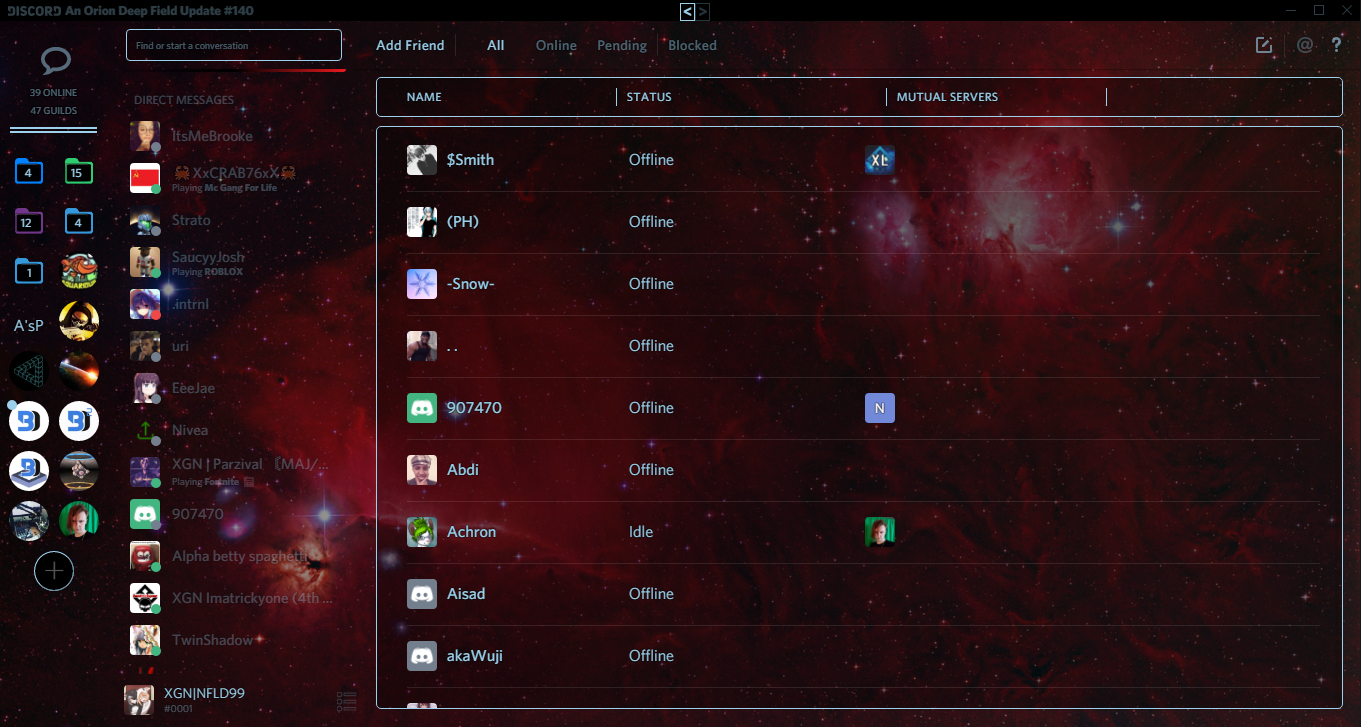 DISCORD An Orion Deep Field Update #140
< >
Find or start a conversation
39 ONLINE
47 GUILDS
4
15
12
4
1
A'sP
DIRECT MESSAGES
ItsMeBrooke
XxCRAB76xX
Playing Mc Gang For Life
Strato
SaucyyJosh
Playing ROBLOX
.intrnl
uri
EeeJae
Nivea
XGN | Parzival 〔MAJ/...
Playing Fortnite
907470
Alpha betty spaghetti
XGN Imatrickyone (4th ...
TwinShadow
XGN|NFLD99
#0001
Add Friend All Online Pending Blocked
@ ?
NAME STATUS MUTUAL SERVERS
$Smith Offline XL
(PH) Offline
-Snow- Offline
. . Offline
907470 Offline N
Abdi Offline
Achron Idle
Aisad Offline
akaWuji Offline